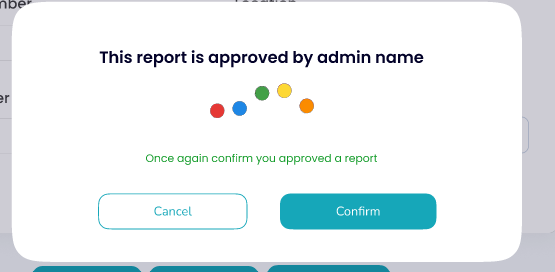 mber
Location
This report is approved by admin name
er
Once again confirm you approved a report
Cancel
Confirm